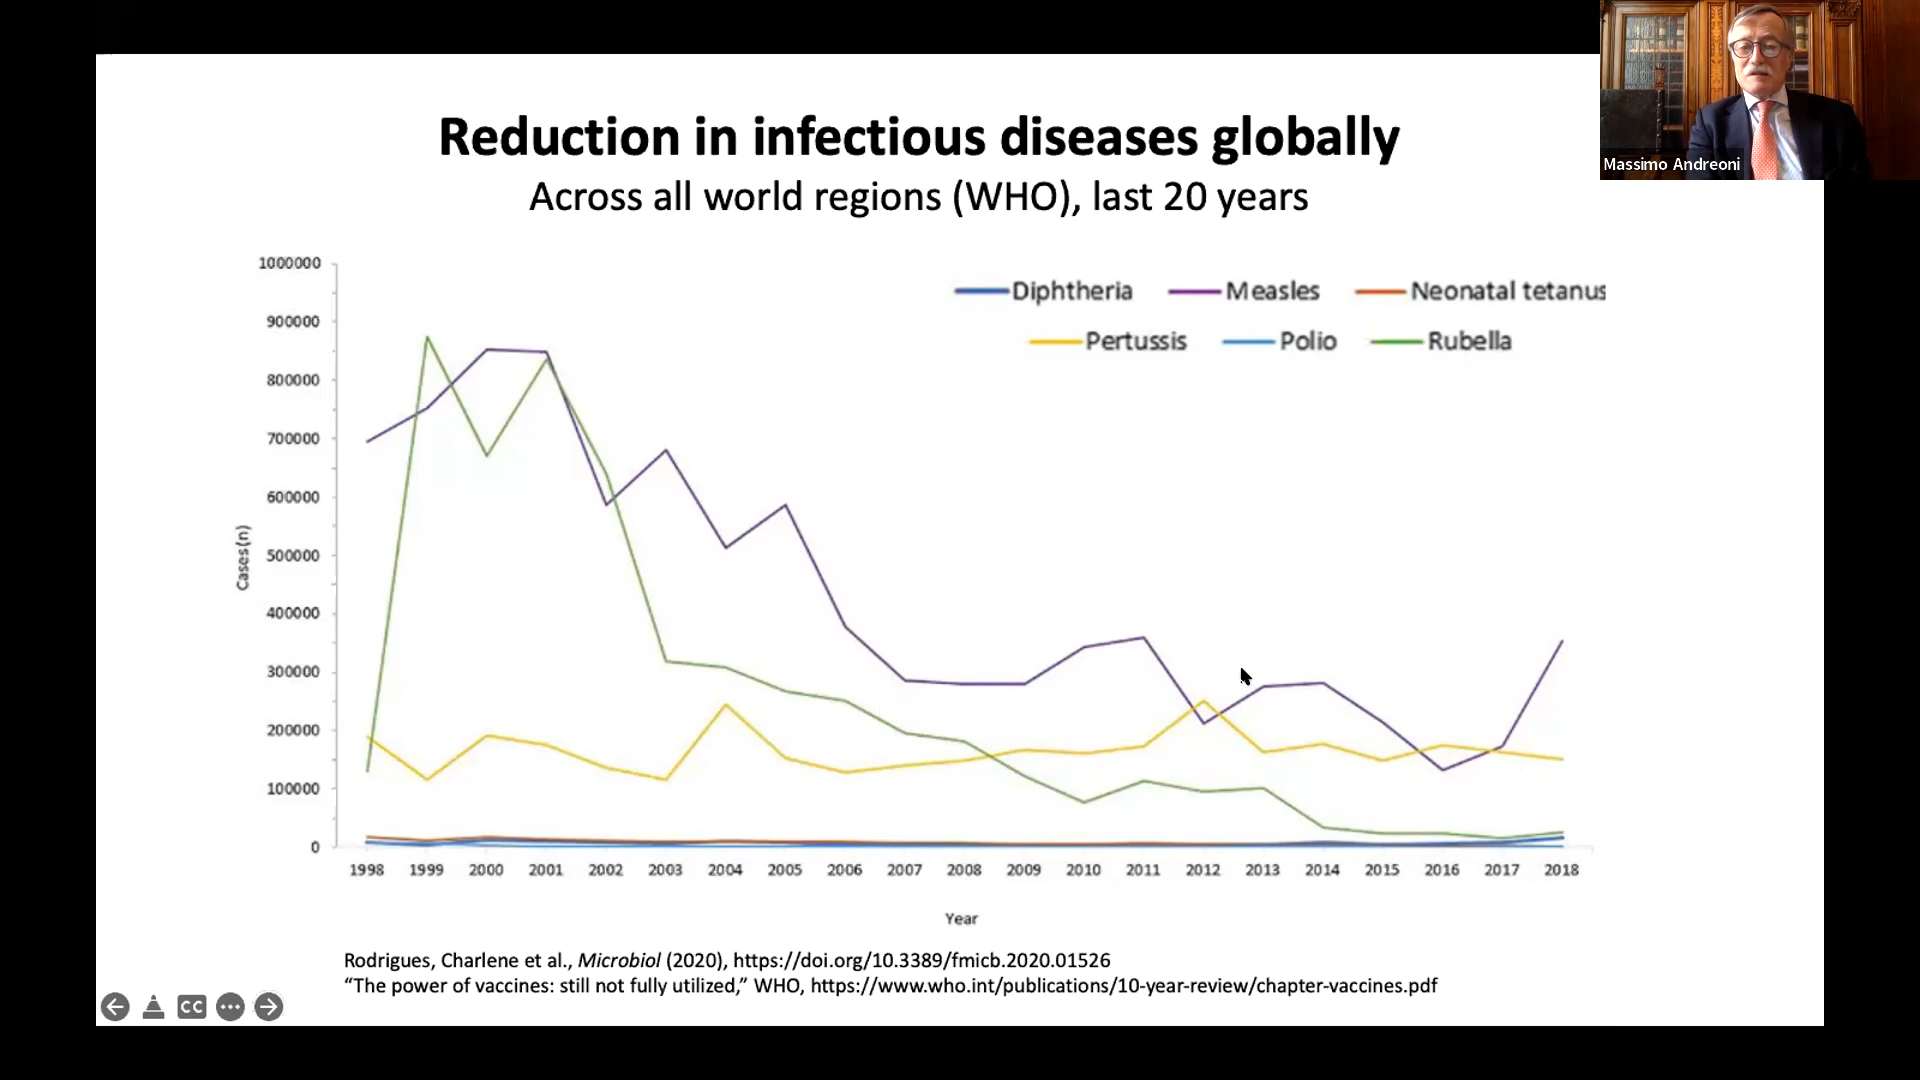 Reduction in infectious diseases globally
Across all world regions (WHO), last 20 years
Massimo Andreoni
Diphtheria Measles Neonatal tetanus
Pertussis Polio Rubella
1000000
900000
800000
700000
600000
500000
400000
300000
200000
100000
0
Cases(n)
1998 1999 2000 2001 2002 2003 2004 2005 2006 2007 2008 2009 2010 2011 2012 2013 2014 2015 2016 2017 2018
Year
Rodrigues, Charlene et al., Microbiol (2020), https://doi.org/10.3389/fmicb.2020.01526
“The power of vaccines: still not fully utilized,” WHO, https://www.who.int/publications/10-year-review/chapter-vaccines.pdf
CC